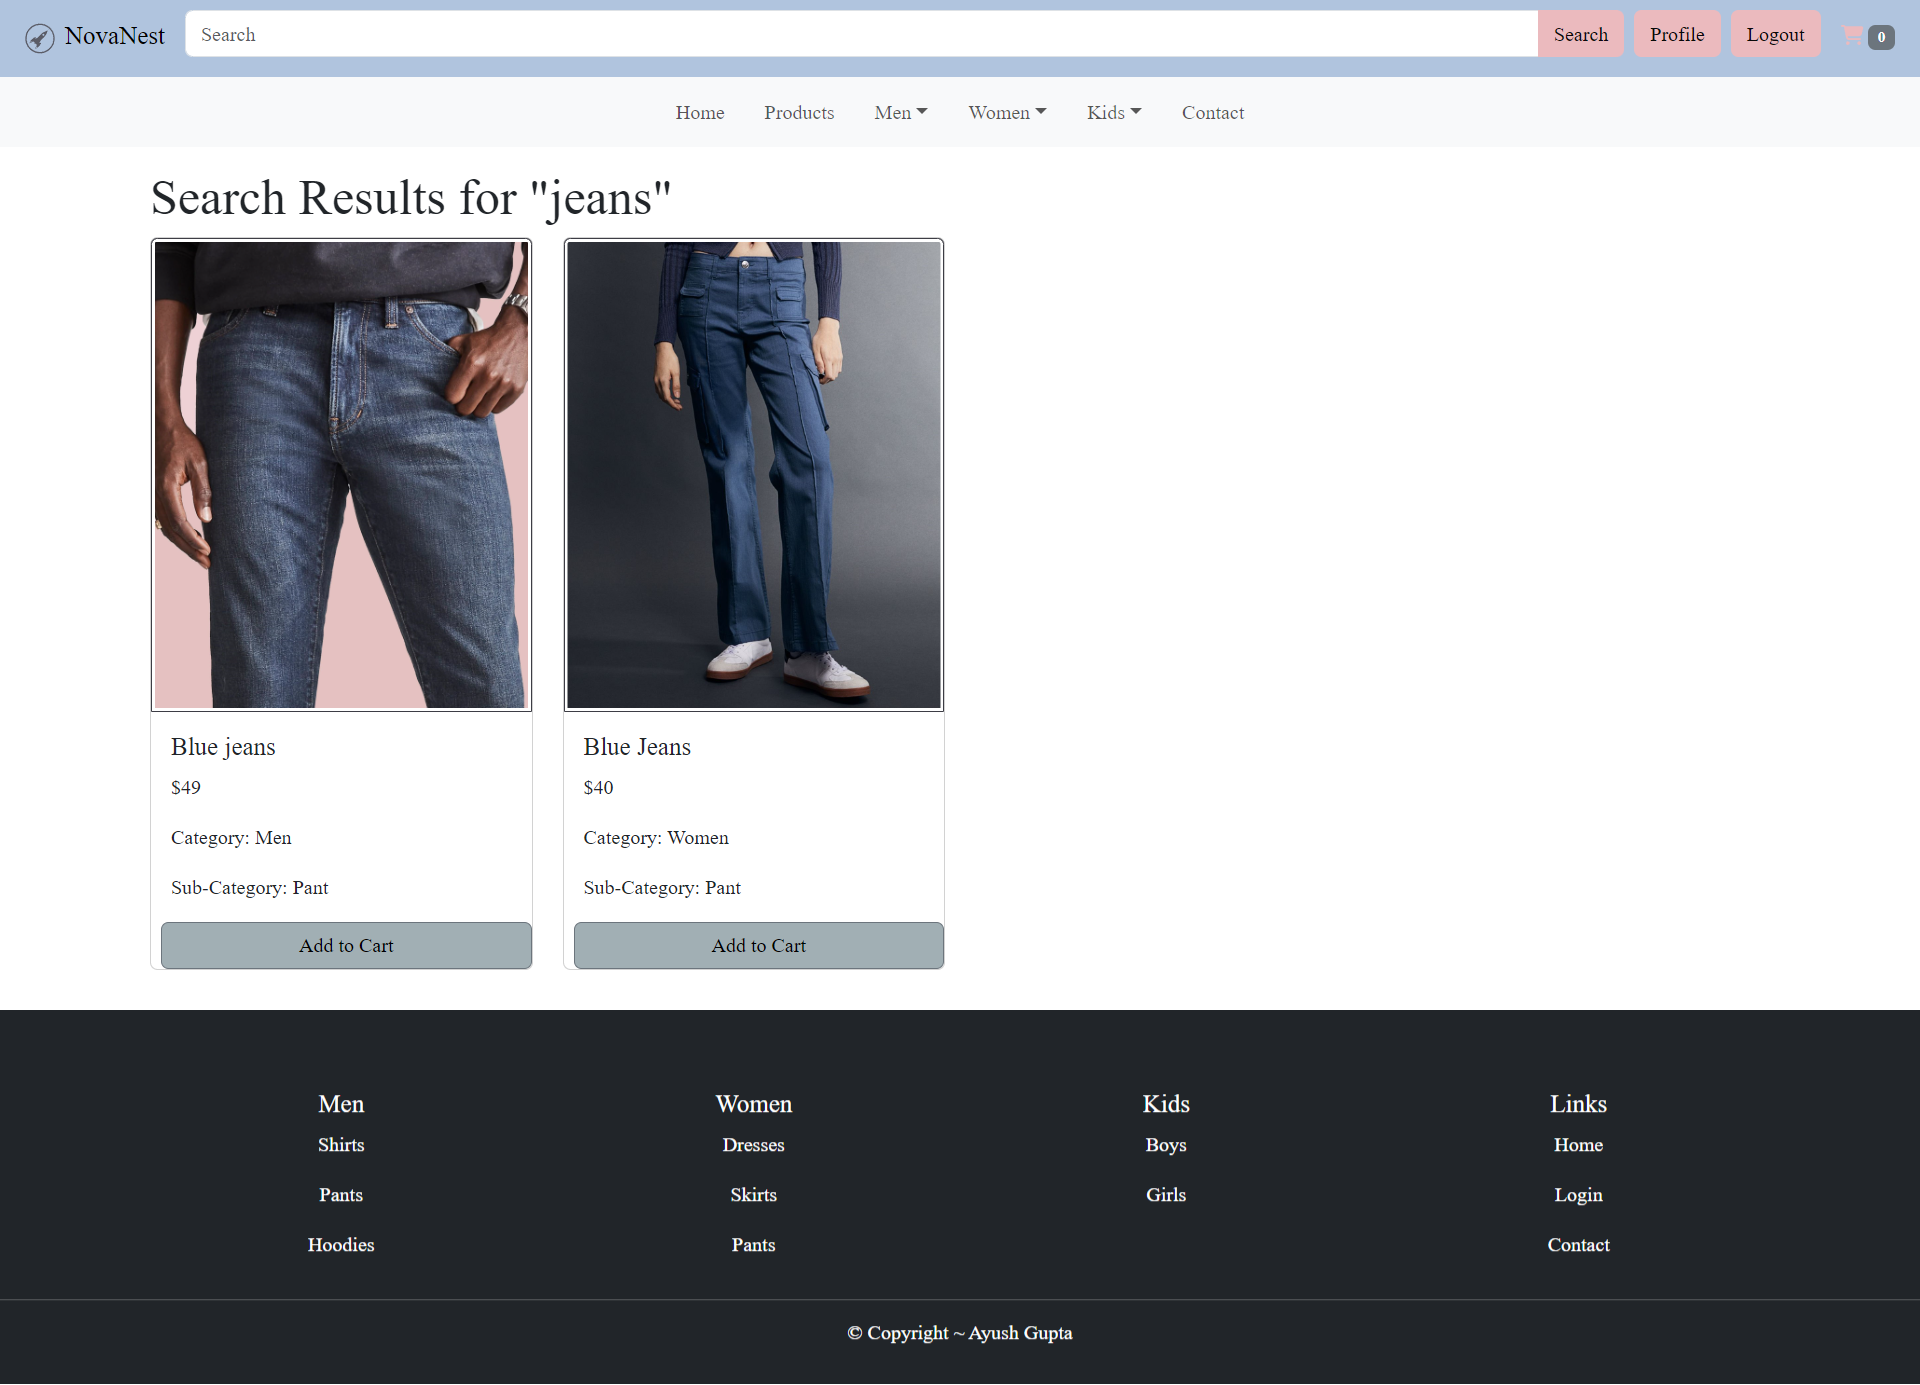 NovaNest
Search
Search
Profile
Logout
0
Home
Products
Men
Women
Kids
Contact
Search Results for "jeans"
Blue jeans
$49
Category: Men
Sub-Category: Pant
Add to Cart
Blue Jeans
$40
Category: Women
Sub-Category: Pant
Add to Cart
Men
Shirts
Pants
Hoodies
Women
Dresses
Skirts
Pants
Kids
Boys
Girls
Links
Home
Login
Contact
© Copyright ~ Ayush Gupta